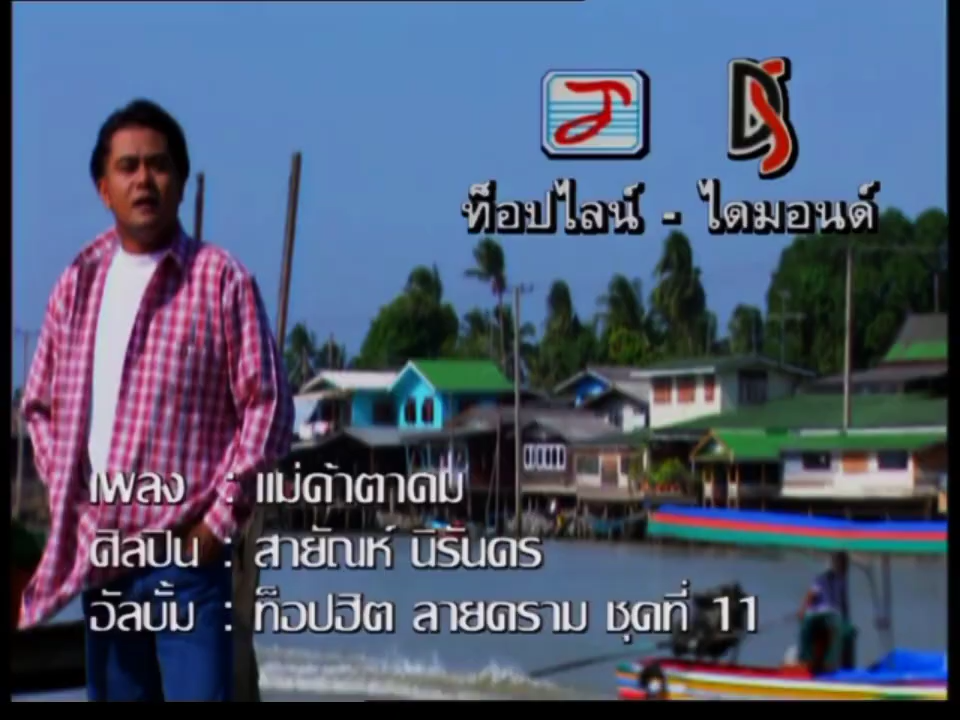 ท็อปไลน์ - ไดมอนด์
เพลง : แม่ค้าตาคม
ศิลปิน : สายัณห์ นิรันดร
อัลบั้ม : ท็อปฮิต ลายคราม ชุดที่ 11